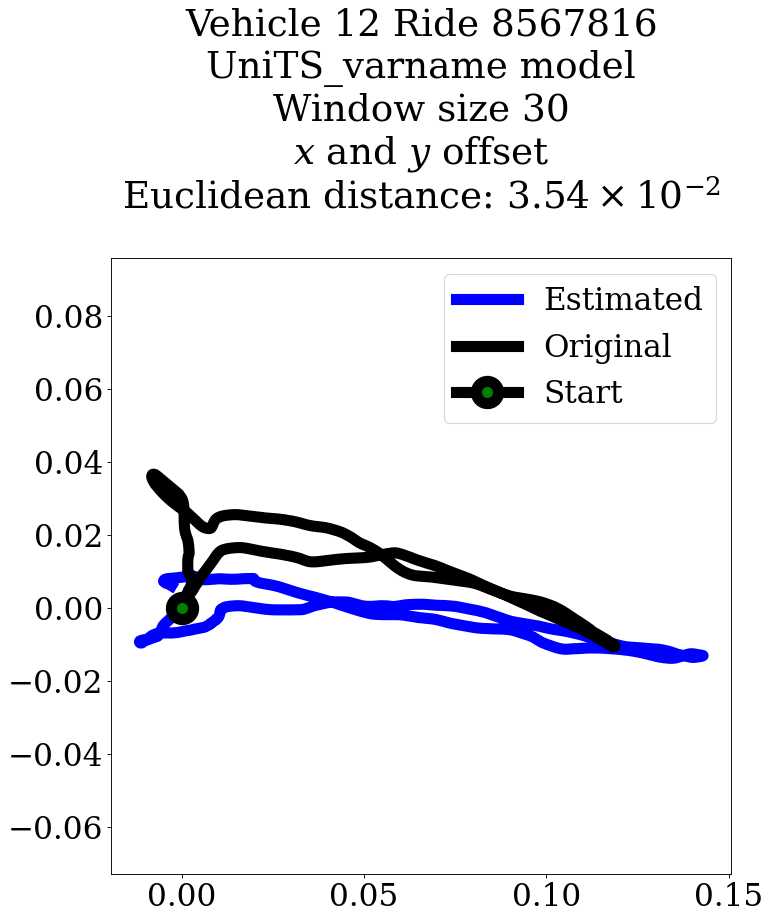 Vehicle 12 Ride 8567816
UniTS_varname model
Window size 30
x and y offset
Euclidean distance: 3.54 × 10⁻²
Estimated
Original
Start
0.08
0.06
0.04
0.02
0.00
−0.02
−0.04
−0.06
0.00 0.05 0.10 0.15